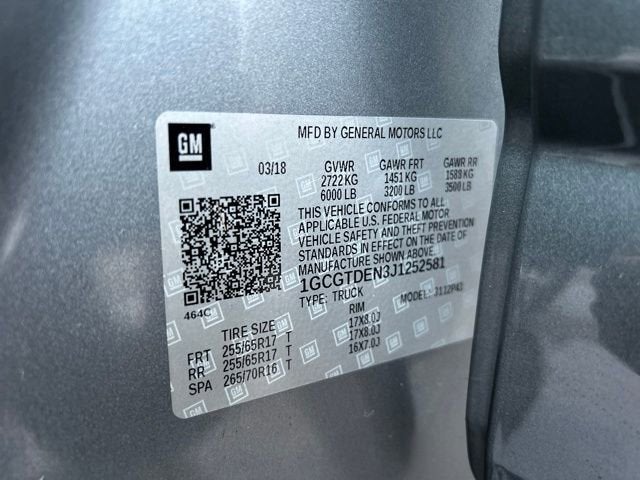 GM
MFD BY GENERAL MOTORS LLC
03/18 GVWR GAWR FRT GAWR RR
2722 KG 1451 KG 1589 KG
6000 LB 3200 LB 3500 LB
THIS VEHICLE CONFORMS TO ALL
APPLICABLE U.S. FEDERAL MOTOR
VEHICLE SAFETY AND THEFT PREVENTION
STANDARDS IN EFFECT ON THE DATE OF
MANUFACTURE SHOWN ABOVE.
1GCGTDEN3J1252581
TYPE: TRUCK MODEL: 3112P43
464C
TIRE SIZE RIM
FRT 255/65R17 T 17X8.0J
RR 255/65R17 T 17X8.0J
SPA 265/70R16 T 16X7.0J